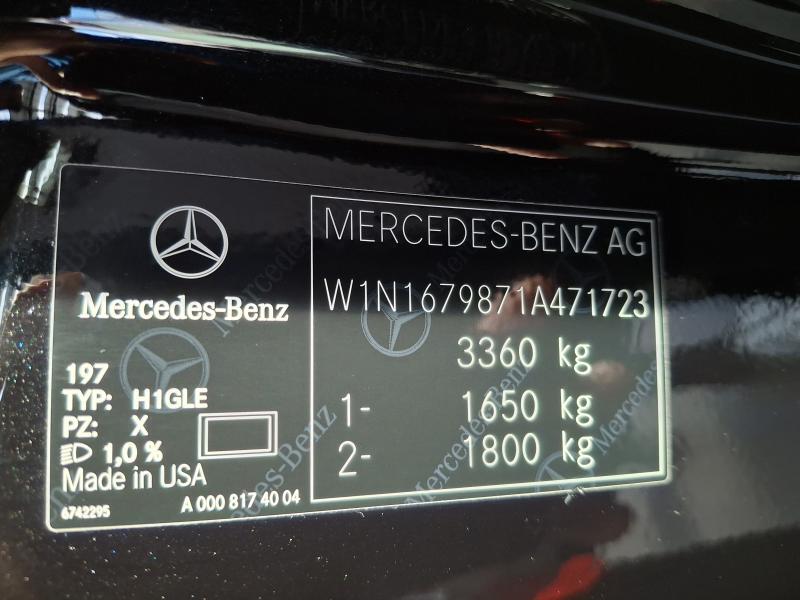 Mercedes-Benz
197
TYP: H1GLE
PZ: X
1,0 %
Made in USA
6742295
A 000 817 40 04
MERCEDES-BENZ AG
W1N1679871A471723
3360 kg
1- 1650 kg
2- 1800 kg